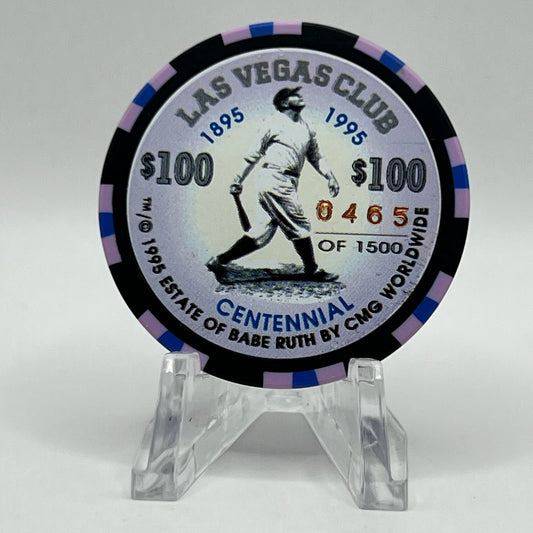 LAS VEGAS CLUB
1895 1995
$100 $100
0465
OF 1500
CENTENNIAL
™/© 1995 ESTATE OF BABE RUTH BY CMG WORLDWIDE